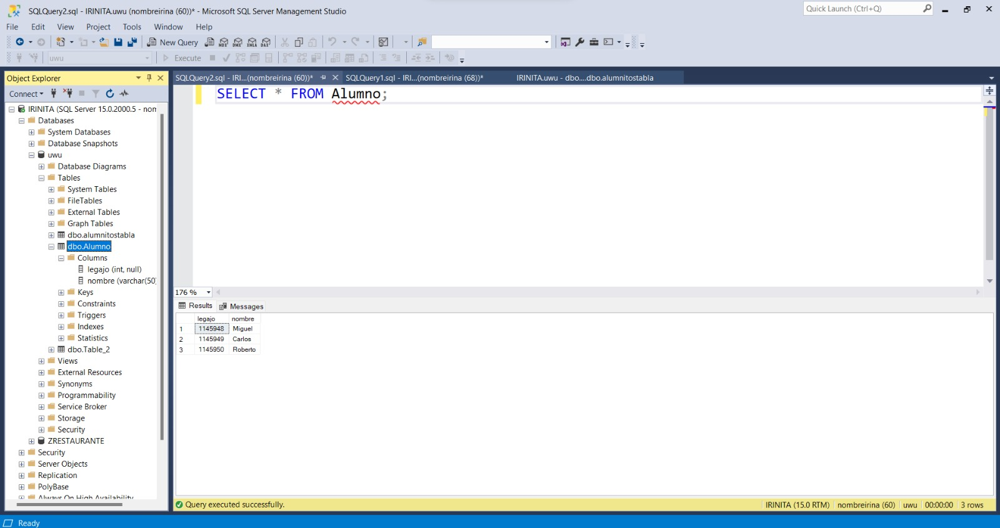 SQLQuery2.sql - IRINITA.uwu (nombreirina (60))* - Microsoft SQL Server Management Studio
Quick Launch (Ctrl+Q)
File Edit View Project Tools Window Help
New Query MDX DMX XMLA DAX
uwu Execute
Object Explorer
SQLQuery2.sql - IRI...(nombreirina (60))* SQLQuery1.sql - IRI...(nombreirina (68))* IRINITA.uwu - dbo....dbo.alumnitostabla
Connect
SELECT * FROM Alumno;
IRINITA (SQL Server 15.0.2000.5 - nom
Databases
System Databases
Database Snapshots
uwu
Database Diagrams
Tables
System Tables
FileTables
External Tables
Graph Tables
dbo.alumnitostabla
dbo.Alumno
Columns
legajo (int, null)
nombre (varchar(50)
Keys
Constraints
Triggers
Indexes
Statistics
dbo.Table_2
Views
External Resources
Synonyms
Programmability
Service Broker
Storage
Security
ZRESTAURANTE
Security
Server Objects
Replication
PolyBase
Always On High Availability
176 %
Results Messages
legajo nombre
1 1145948 Miguel
2 1145949 Carlos
3 1145950 Roberto
Query executed successfully.
IRINITA (15.0 RTM) nombreirina (60) uwu 00:00:00 3 rows
Ready